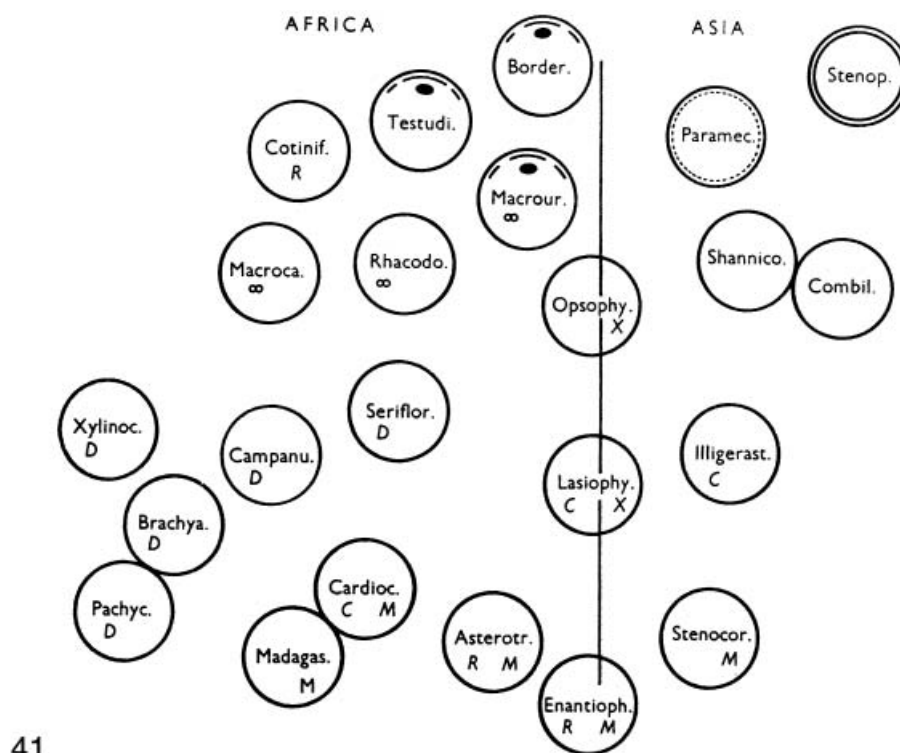 AFRICA
ASIA
Border.
Stenop.
Testudi.
Paramec.
Cotinif.
R
Macrour.
∞
Macroca.
∞
Rhacodo.
∞
Shannico.
Combil.
Opsophy.
X
Xylinoc.
D
Campanu.
D
Seriflor.
D
Lasiophy.
C X
Illigerast.
C
Brachya.
D
Pachyc.
D
Cardioc.
C M
Madagas.
M
Asterotr.
R M
Stenocor.
M
Enantioph.
R M
41